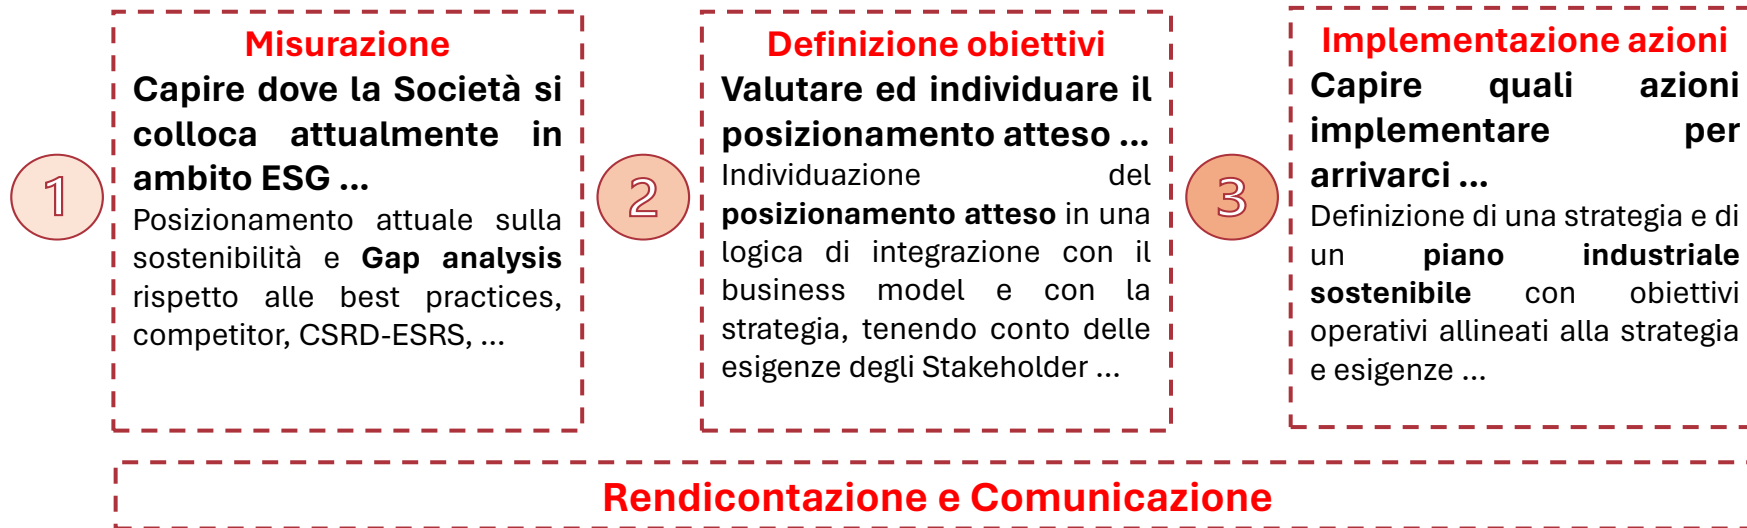 1
Misurazione
Capire dove la Società si
colloca attualmente in
ambito ESG ...
Posizionamento attuale sulla
sostenibilità e Gap analysis
rispetto alle best practices,
competitor, CSRD-ESRS, ...
2
Definizione obiettivi
Valutare ed individuare il
posizionamento atteso ...
Individuazione del
posizionamento atteso in una
logica di integrazione con il
business model e con la
strategia, tenendo conto delle
esigenze degli Stakeholder ...
3
Implementazione azioni
Capire quali azioni
implementare per
arrivarci ...
Definizione di una strategia e di
un piano industriale
sostenibile con obiettivi
operativi allineati alla strategia
e esigenze ...
Rendicontazione e Comunicazione